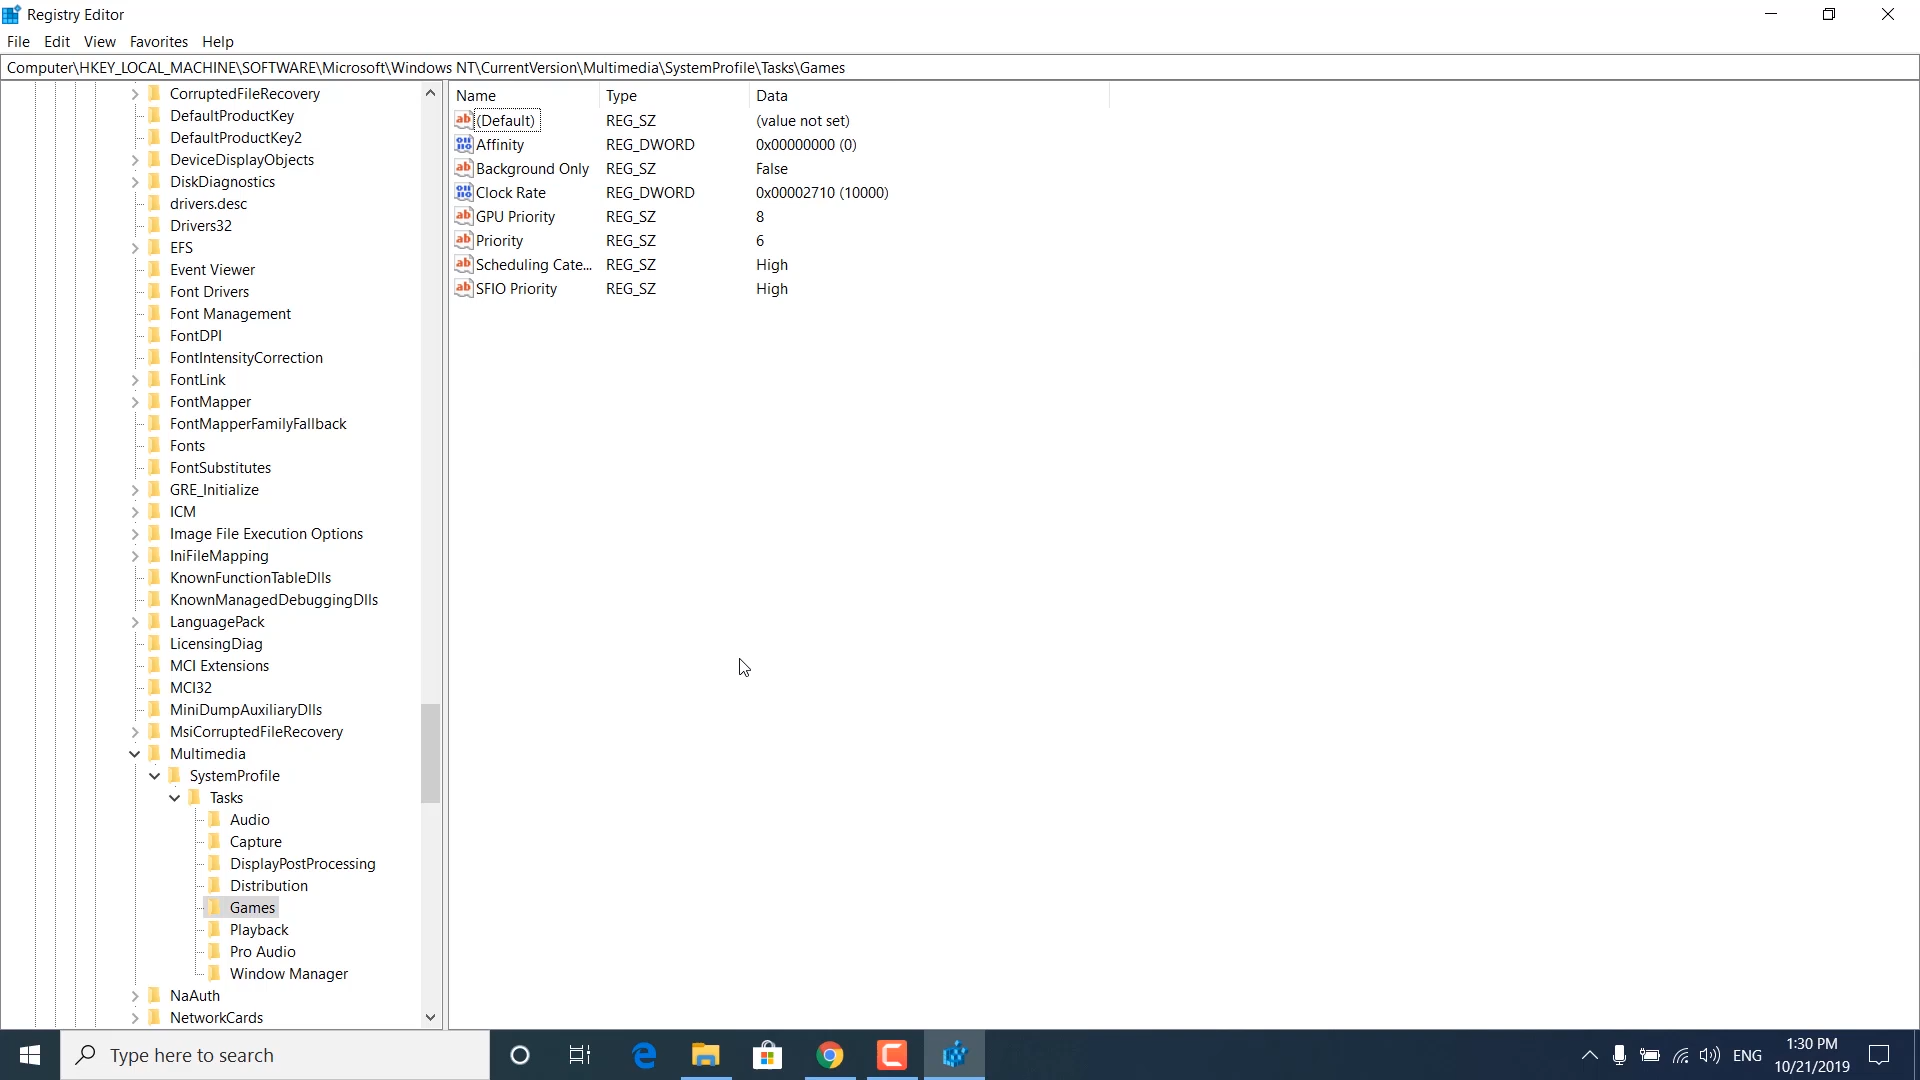 Registry Editor
File Edit View Favorites Help
Computer\HKEY_LOCAL_MACHINE\SOFTWARE\Microsoft\Windows NT\CurrentVersion\Multimedia\SystemProfile\Tasks\Games
CorruptedFileRecovery
DefaultProductKey
DefaultProductKey2
DeviceDisplayObjects
DiskDiagnostics
drivers.desc
Drivers32
EFS
Event Viewer
Font Drivers
Font Management
FontDPI
FontIntensityCorrection
FontLink
FontMapper
FontMapperFamilyFallback
Fonts
FontSubstitutes
GRE_Initialize
ICM
Image File Execution Options
IniFileMapping
KnownFunctionTableDlls
KnownManagedDebuggingDlls
LanguagePack
LicensingDiag
MCI Extensions
MCI32
MiniDumpAuxiliaryDlls
MsiCorruptedFileRecovery
Multimedia
SystemProfile
Tasks
Audio
Capture
DisplayPostProcessing
Distribution
Games
Playback
Pro Audio
Window Manager
NaAuth
NetworkCards
Name Type Data
(Default) REG_SZ (value not set)
Affinity REG_DWORD 0x00000000 (0)
Background Only REG_SZ False
Clock Rate REG_DWORD 0x00002710 (10000)
GPU Priority REG_SZ 8
Priority REG_SZ 6
Scheduling Cate... REG_SZ High
SFIO Priority REG_SZ High
Type here to search
ENG
1:30 PM
10/21/2019